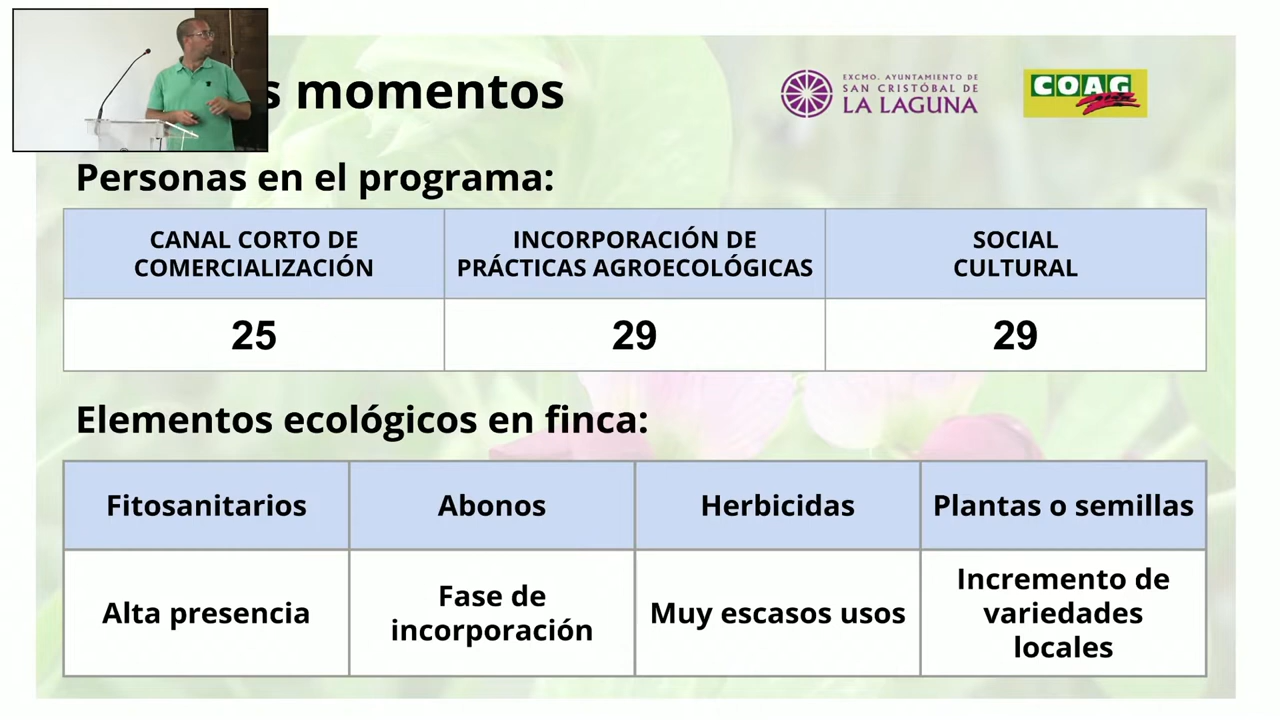 s momentos
EXCMO. AYUNTAMIENTO DE
SAN CRISTÓBAL DE
LA LAGUNA
COAG
Personas en el programa:
CANAL CORTO DE
COMERCIALIZACIÓN
INCORPORACIÓN DE
PRÁCTICAS AGROECOLÓGICAS
SOCIAL
CULTURAL
25
29
29
Elementos ecológicos en finca:
Fitosanitarios
Abonos
Herbicidas
Plantas o semillas
Alta presencia
Fase de
incorporación
Muy escasos usos
Incremento de
variedades
locales